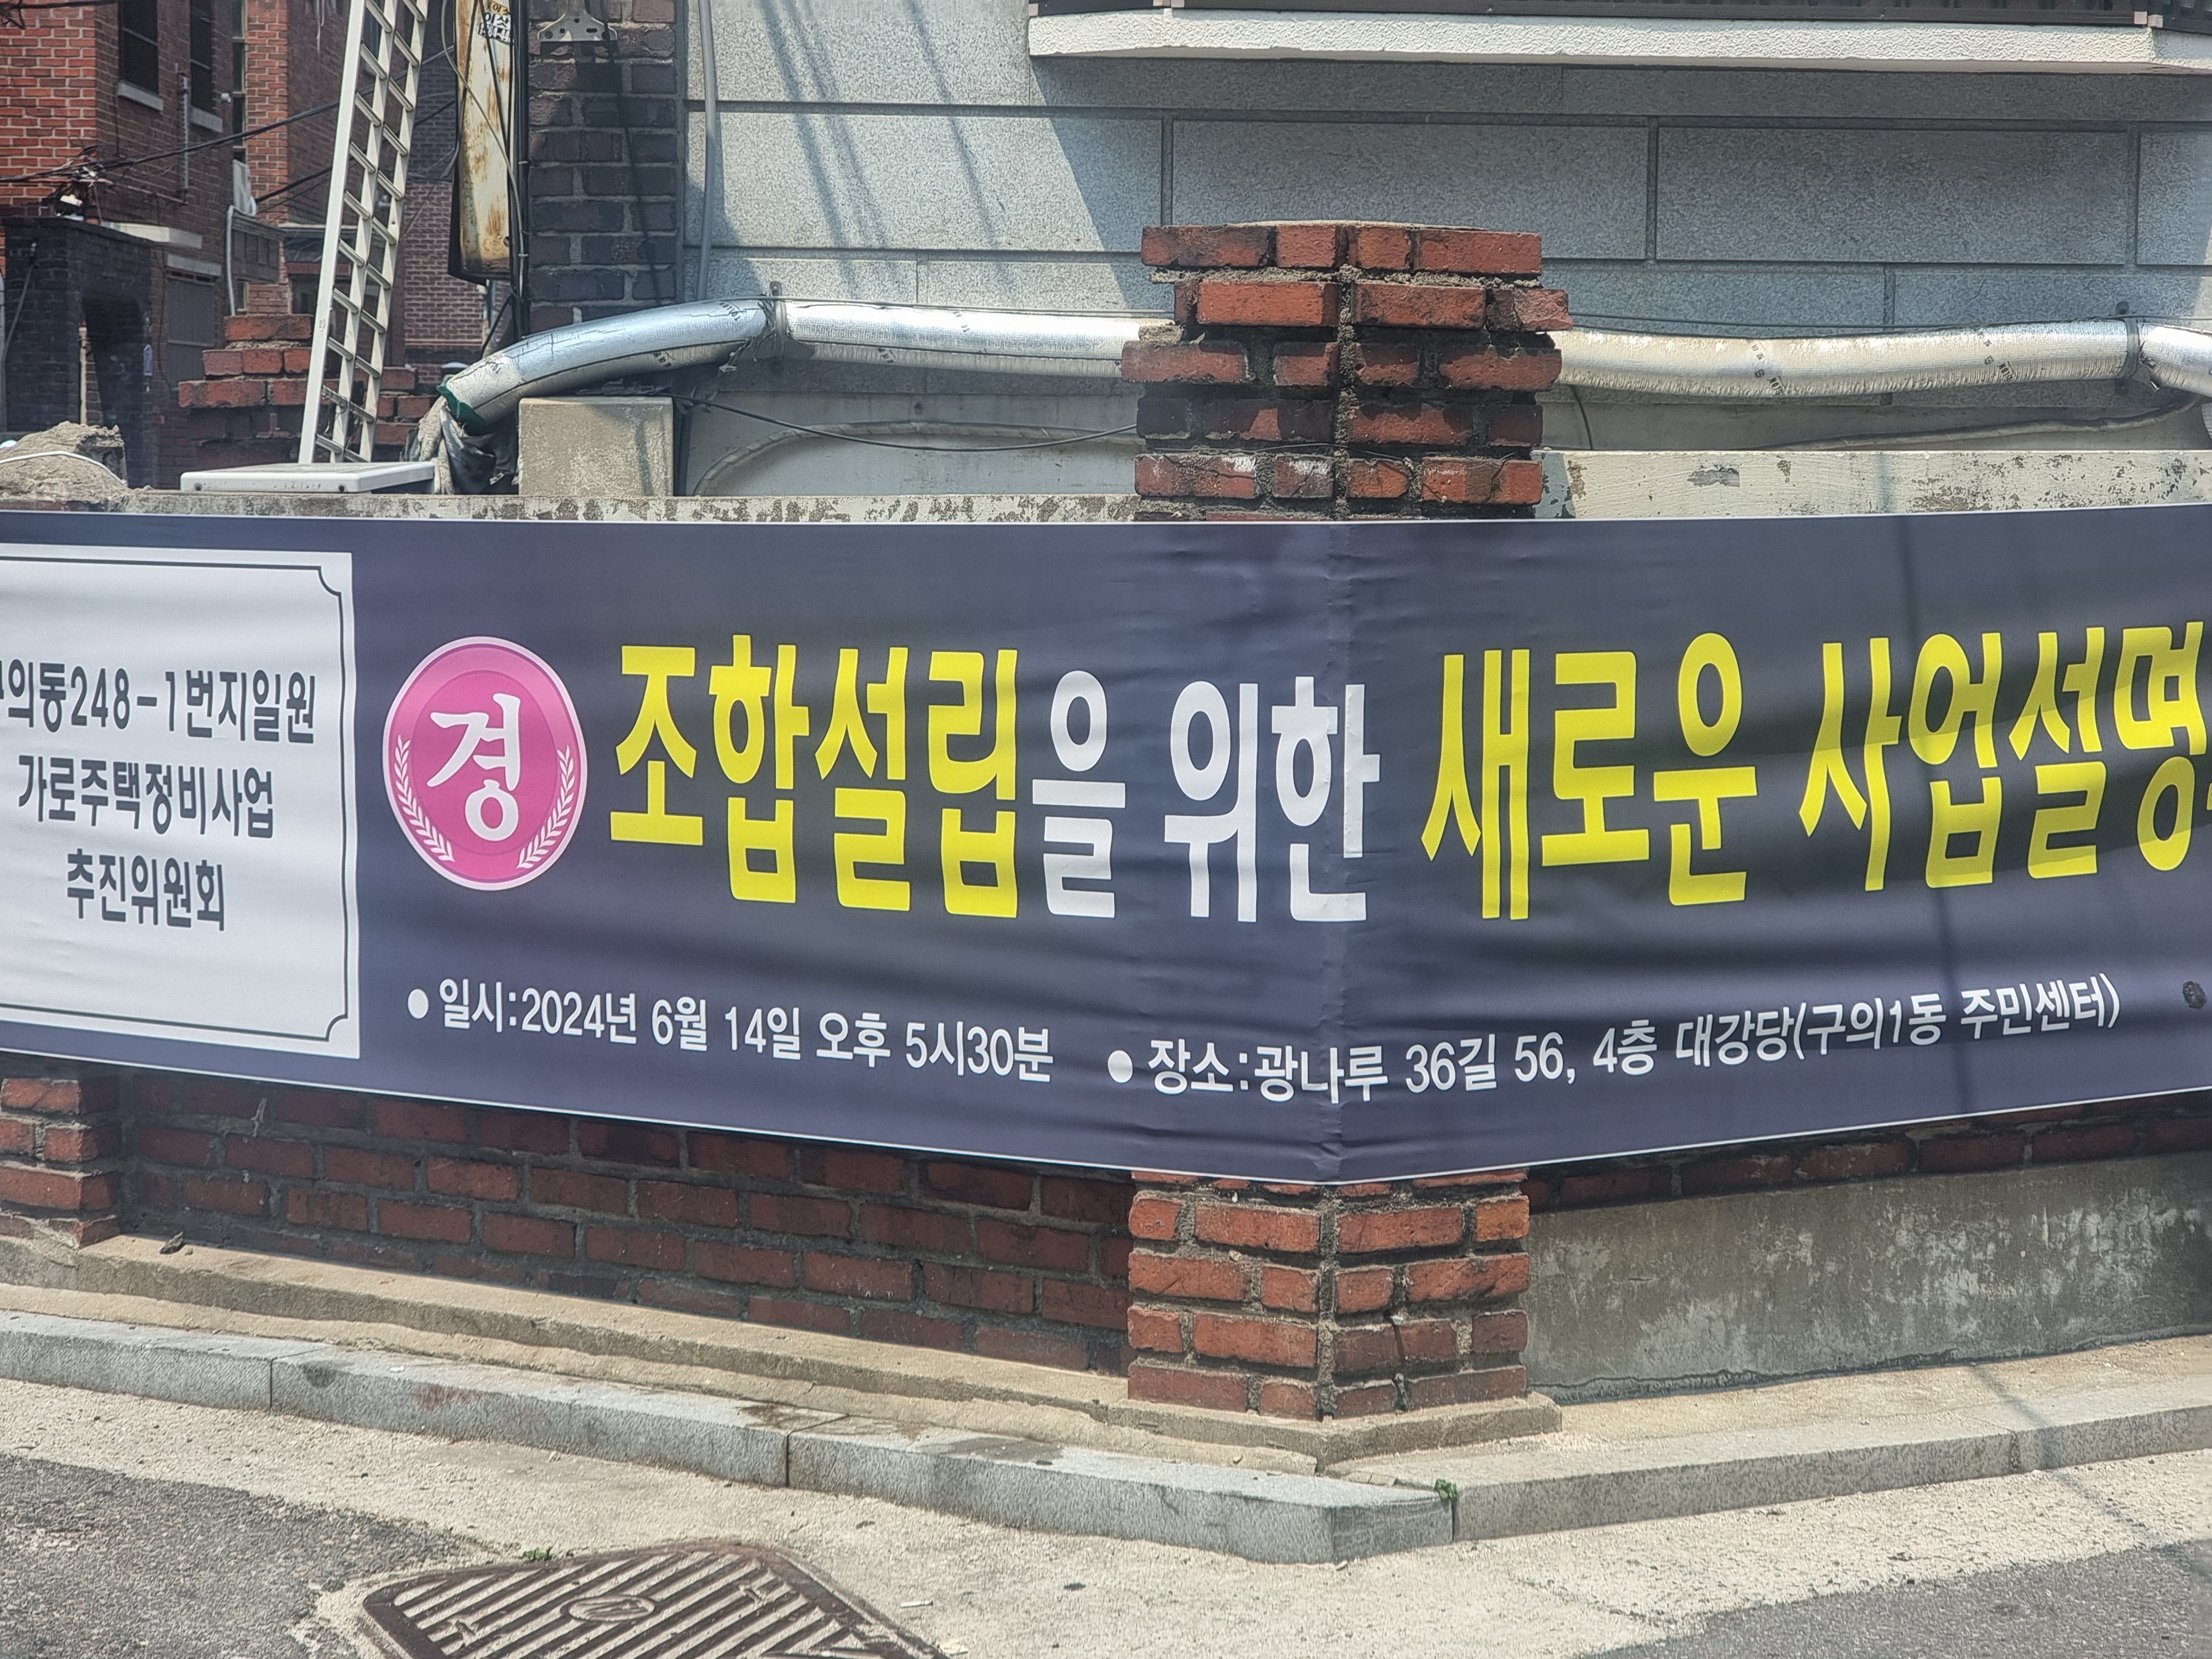 구의동248-1번지일원
가로주택정비사업
추진위원회
경
조합설립을 위한 새로운 사업설명
● 일시:2024년 6월 14일 오후 5시30분
● 장소:광나루 36길 56, 4층 대강당(구의1동 주민센터)